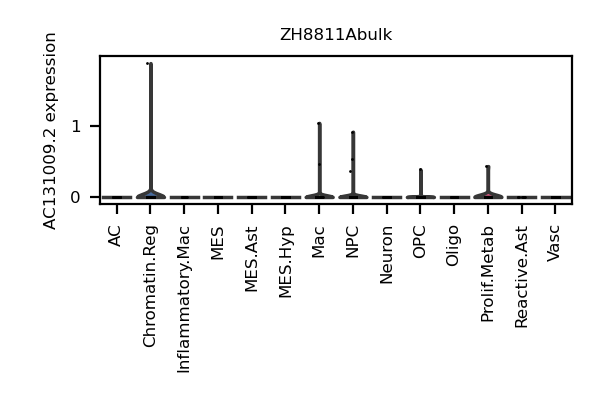 ZH8811Abulk
AC131009.2 expression
1
0
AC
Chromatin.Reg
Inflammatory.Mac
MES
MES.Ast
MES.Hyp
Mac
NPC
Neuron
OPC
Oligo
Prolif.Metab
Reactive.Ast
Vasc